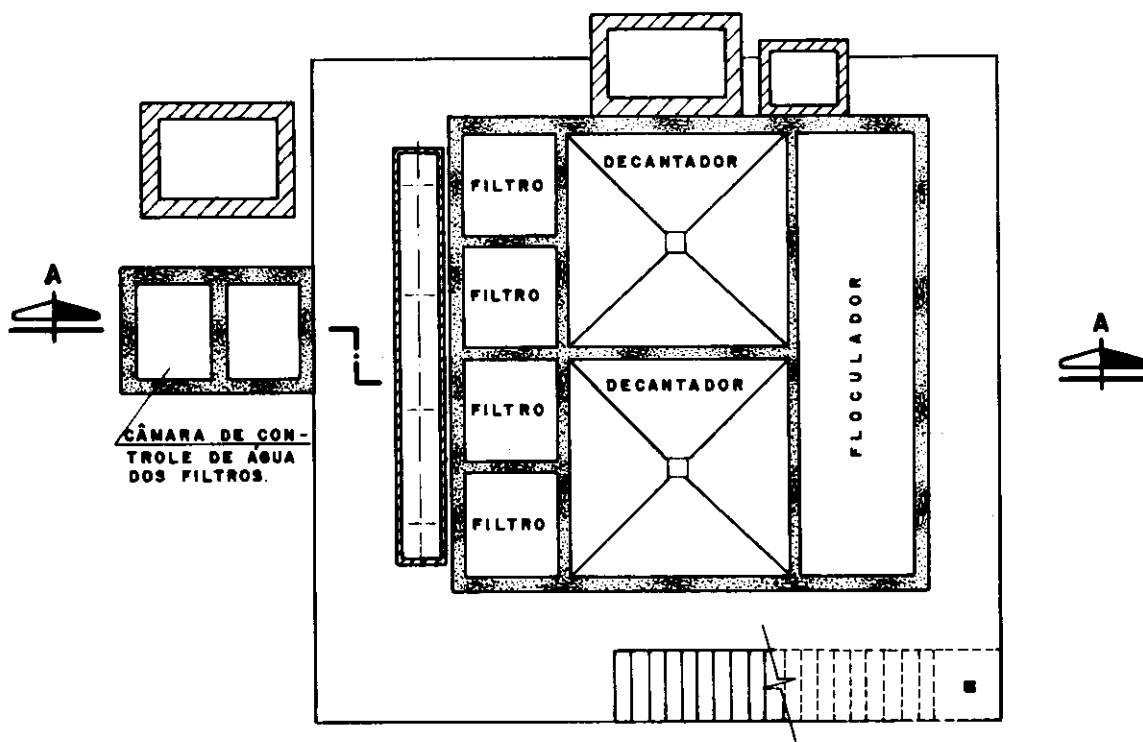 DECANTADOR
FILTRO
FILTRO
A
A
DECANTADOR
FILTRO
FLOCULADOR
CÂMARA DE CON-
TROLE DE ÁGUA
DOS FILTROS.
FILTRO